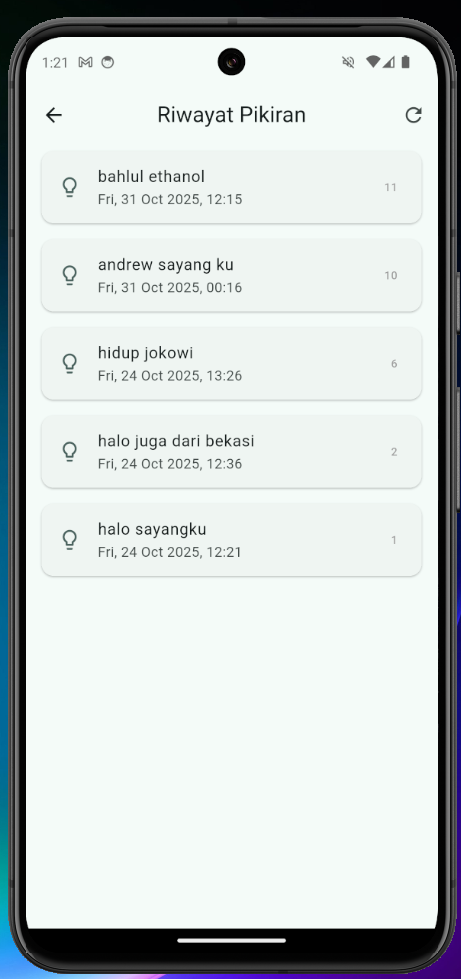 1:21
Riwayat Pikiran
bahlul ethanol
Fri, 31 Oct 2025, 12:15
11
andrew sayang ku
Fri, 31 Oct 2025, 00:16
10
hidup jokowi
Fri, 24 Oct 2025, 13:26
6
halo juga dari bekasi
Fri, 24 Oct 2025, 12:36
2
halo sayangku
Fri, 24 Oct 2025, 12:21
1